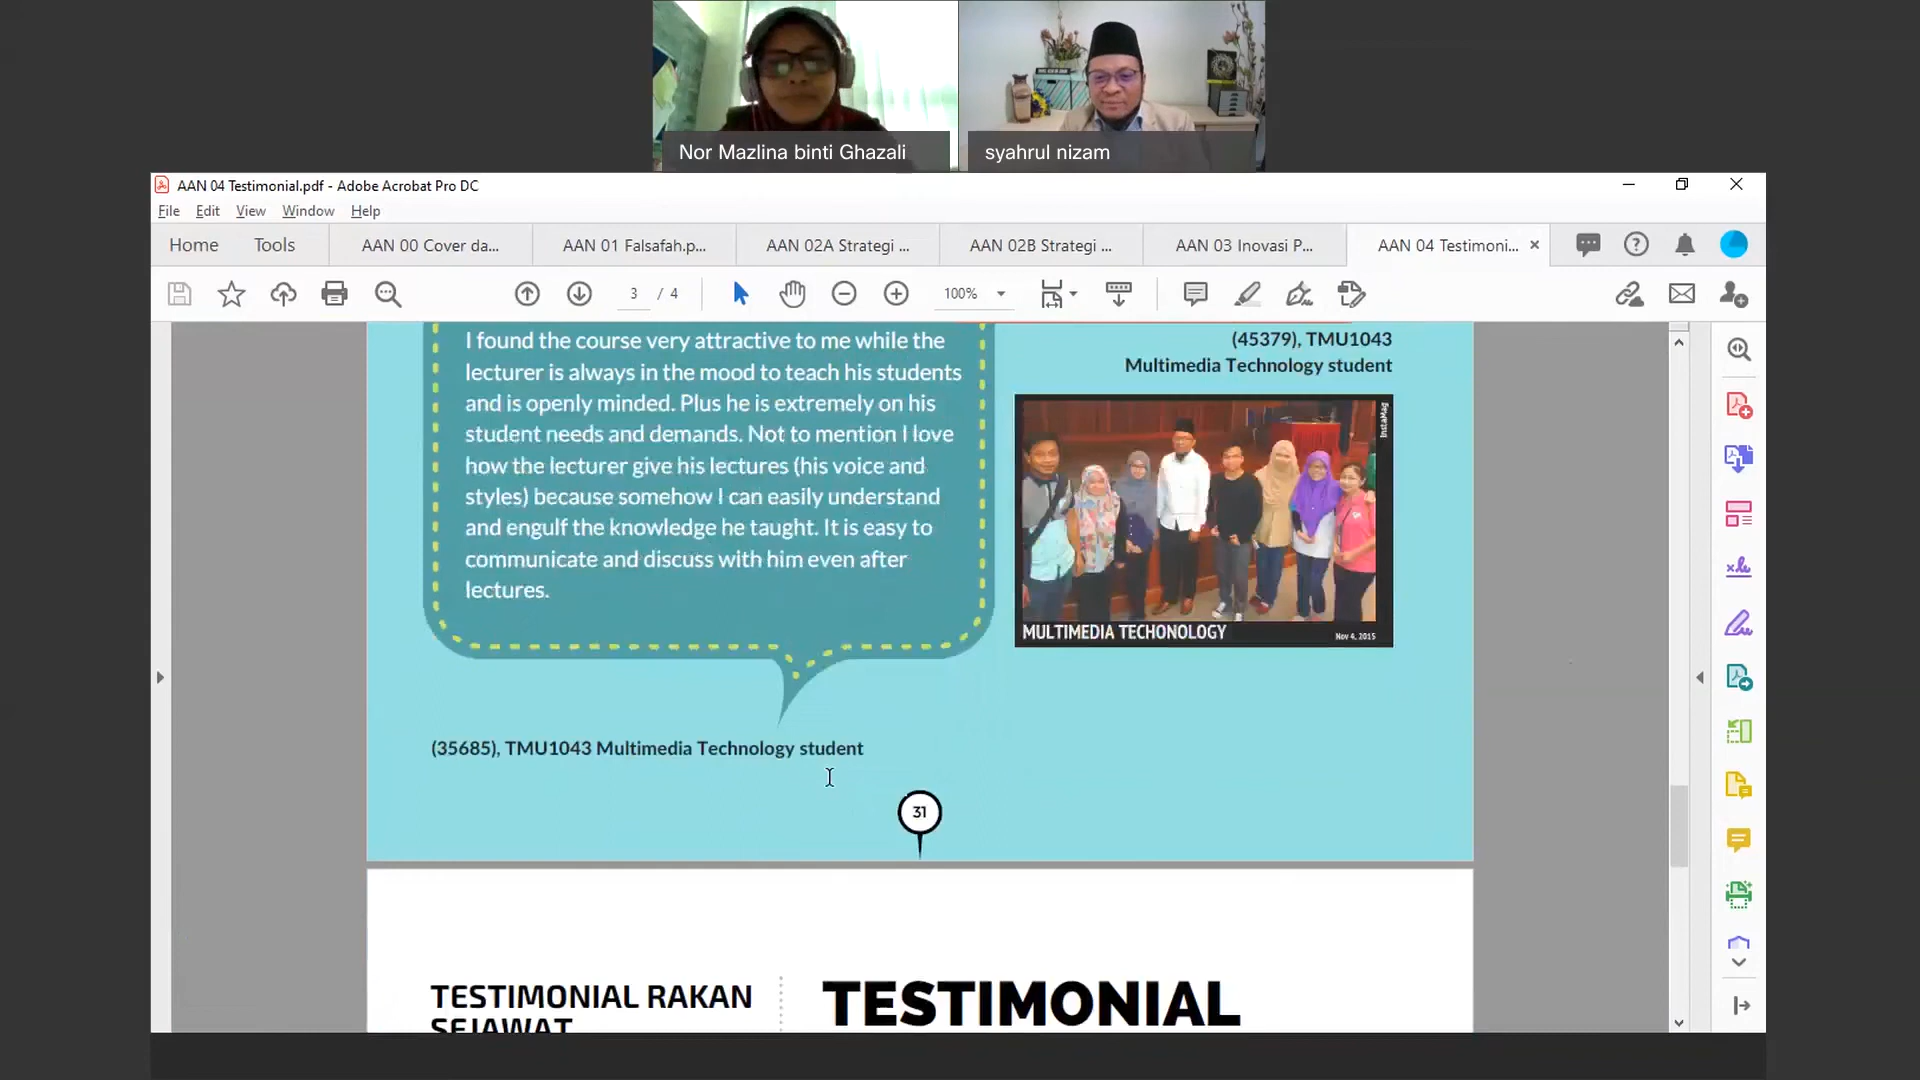 Nor Mazlina binti Ghazali
syahrul nizam
AAN 04 Testimonial.pdf - Adobe Acrobat Pro DC
File Edit View Window Help
Home Tools AAN 00 Cover da... AAN 01 Falsafah.p... AAN 02A Strategi ... AAN 02B Strategi ... AAN 03 Inovasi P... AAN 04 Testimoni...
3 / 4 100%
I found the course very attractive to me while the
lecturer is always in the mood to teach his students
and is openly minded. Plus he is extremely on his
student needs and demands. Not to mention I love
how the lecturer give his lectures (his voice and
styles) because somehow I can easily understand
and engulf the knowledge he taught. It is easy to
communicate and discuss with him even after
lectures.
(35685), TMU1043 Multimedia Technology student
(45379), TMU1043
Multimedia Technology student
InstaMag
MULTIMEDIA TECHONOLOGY
Nov 4, 2015
31
TESTIMONIAL RAKAN
SEJAWAT
TESTIMONIAL